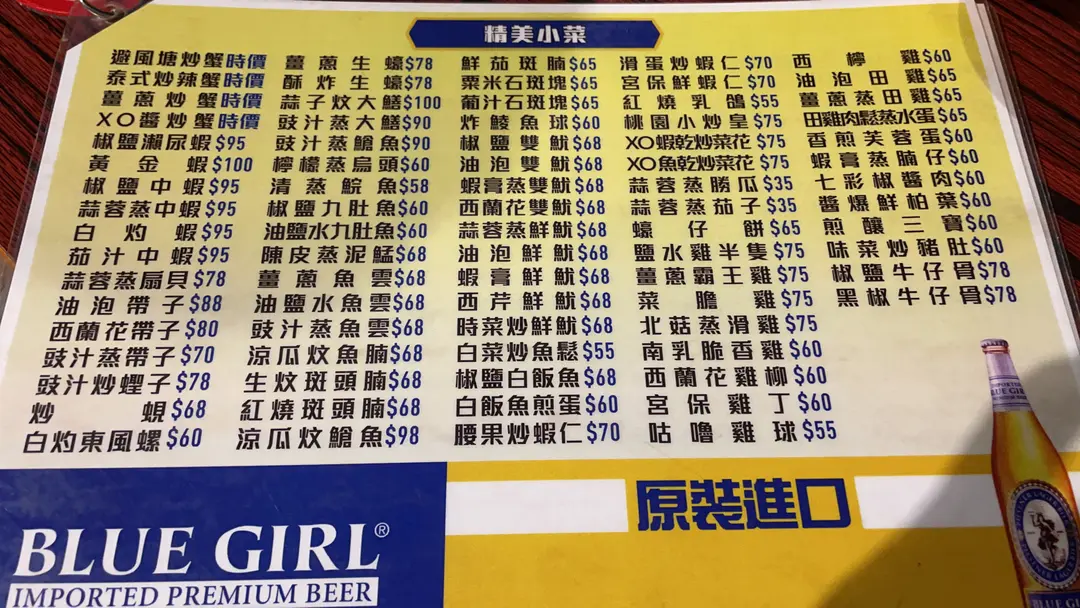 精美小菜
避風塘炒蟹時價
泰式炒辣蟹時價
薑蔥炒蟹時價
XO醬炒蟹時價
椒鹽瀨尿蝦$95
黃金蝦$100
椒鹽中蝦$95
蒜蓉蒸中蝦$95
白灼蝦$95
茄汁中蝦$95
蒜蓉蒸扇貝$78
油泡帶子$88
西蘭花帶子$80
豉汁蒸帶子$70
豉汁炒蟶子$78
炒蜆$68
白灼東風螺$60
薑蔥生蠔$78
酥炸生蠔$78
蒜子炆大鱔$100
豉汁蒸大鱔$90
豉汁蒸鱠魚$90
檸檬蒸烏頭$60
清蒸鯇魚$58
椒鹽九肚魚$60
油鹽水九肚魚$60
陳皮蒸泥鯭$68
薑蔥魚雲$68
油鹽水魚雲$68
豉汁蒸魚雲$68
涼瓜炆魚腩$68
生炆斑頭腩$68
紅燒斑頭腩$68
涼瓜炆鱠魚$98
鮮茄斑腩$65
粟米石斑塊$65
葡汁石斑塊$65
炸鯪魚球$60
椒鹽雙魷$68
油泡雙魷$68
蝦膏蒸雙魷$68
西蘭花雙魷$68
蒜蓉蒸鮮魷$68
油泡鮮魷$68
蝦膏鮮魷$68
西芹鮮魷$68
時菜炒鮮魷$68
白菜炒魚鬆$55
椒鹽白飯魚$68
白飯魚煎蛋$60
腰果炒蝦仁$70
滑蛋炒蝦仁$70
宮保鮮蝦仁$70
紅燒乳鴿$55
桃園小炒皇$75
XO蝦乾炒菜花$75
XO魚乾炒菜花$75
蒜蓉蒸勝瓜$35
蒜蓉蒸茄子$35
蠔仔餅$65
鹽水雞半隻$75
薑蔥霸王雞$75
菜膽雞$75
北菇蒸滑雞$75
南乳脆香雞$60
西蘭花雞柳$60
宮保雞丁$60
咕嚕雞球$55
西檸雞$60
油泡田雞$65
薑蔥蒸田雞$65
田雞肉鬆蒸水蛋$65
香煎芙蓉蛋$60
蝦膏蒸腩仔$60
七彩椒醬肉$60
醬爆鮮柏葉$60
煎釀三寶$60
味菜炒豬肚$60
椒鹽牛仔骨$78
黑椒牛仔骨$78
原裝進口
BLUE GIRL®
IMPORTED PREMIUM BEER